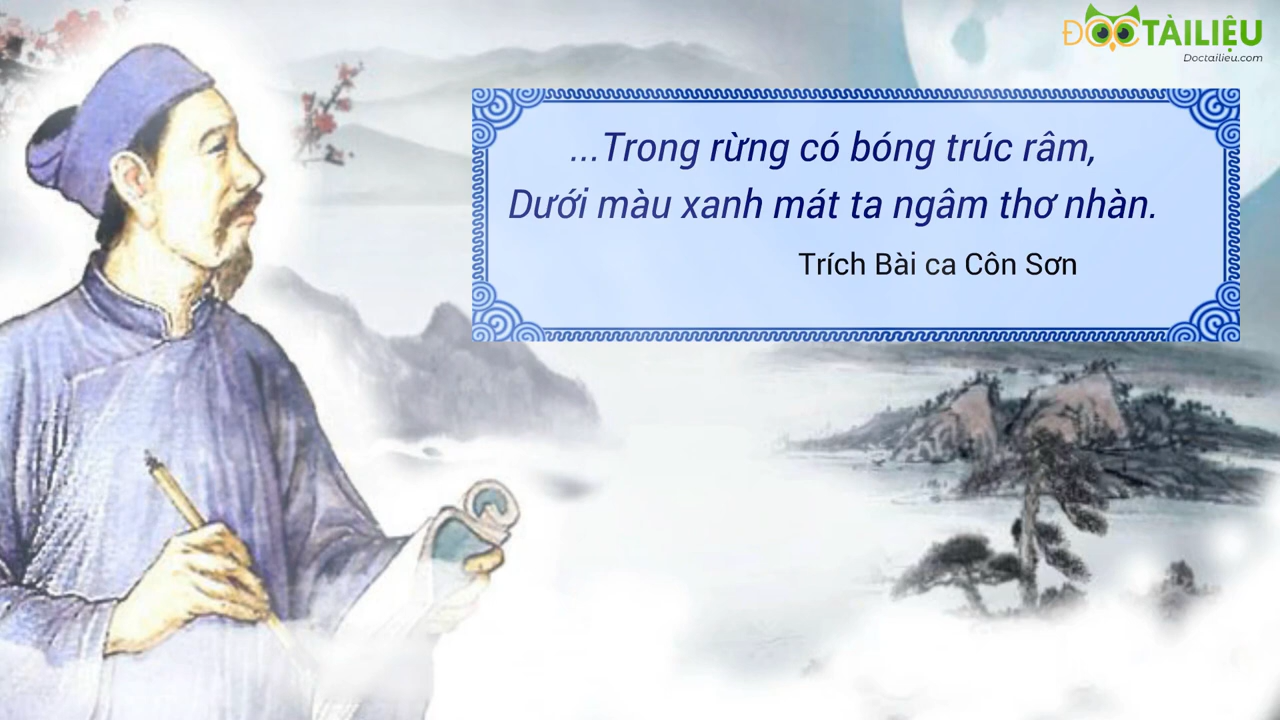 ĐỌCTÀILIỆU
Doctailieu.com
...Trong rừng có bóng trúc râm,
Dưới màu xanh mát ta ngâm thơ nhàn.
Trích Bài ca Côn Sơn